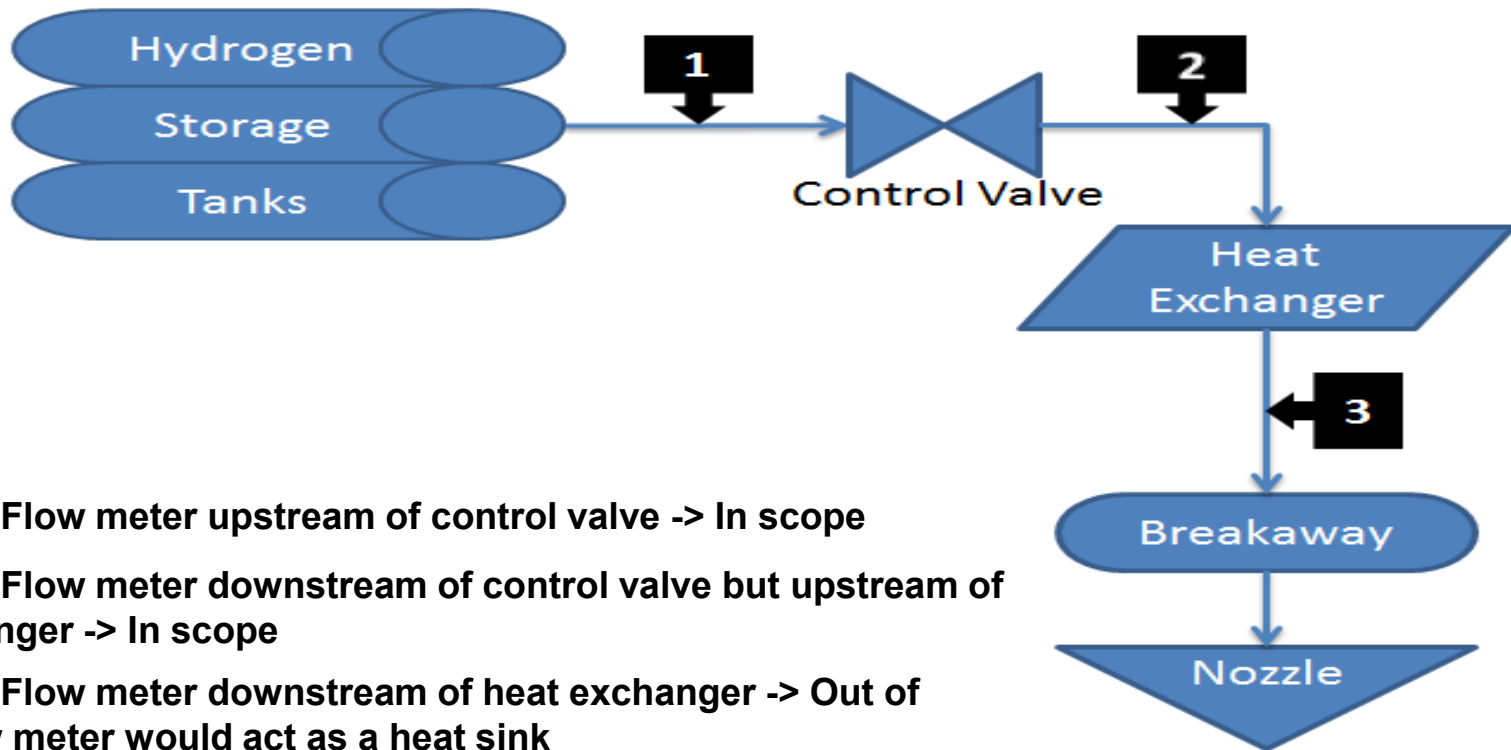 Hydrogen
Storage
Tanks
1
Control Valve
2
Heat
Exchanger
3
Breakaway
Nozzle
Flow meter upstream of control valve -> In scope
Flow meter downstream of control valve but upstream of
nger -> In scope
Flow meter downstream of heat exchanger -> Out of
meter would act as a heat sink